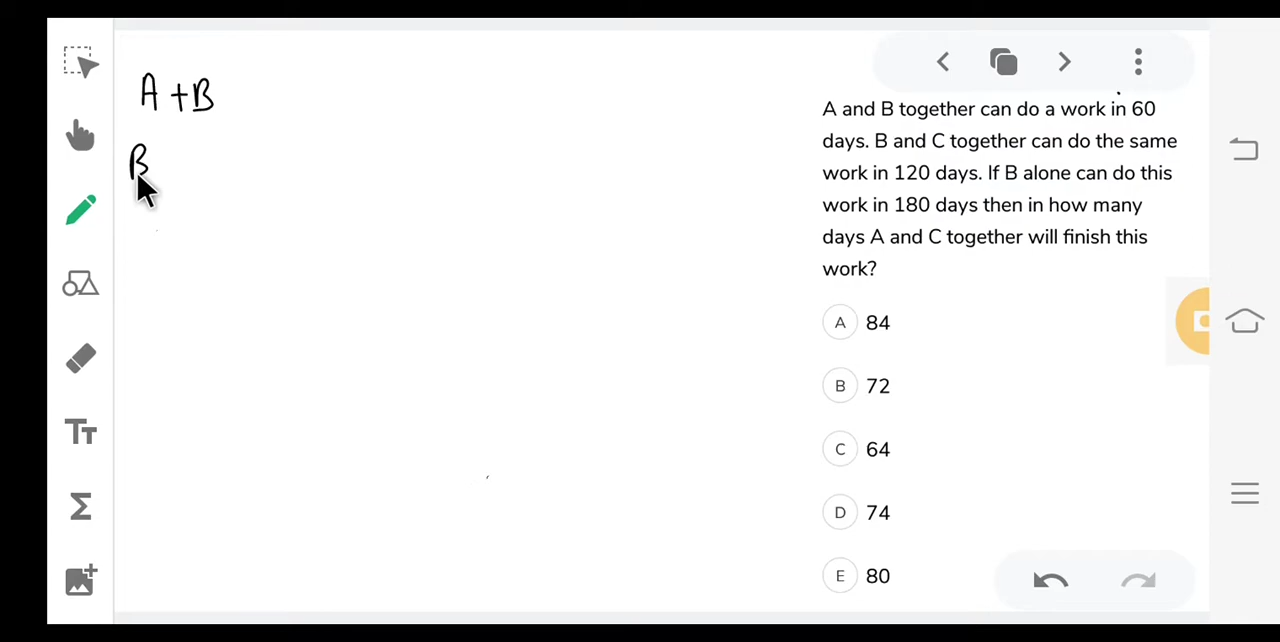 A + B
B
A and B together can do a work in 60
days. B and C together can do the same
work in 120 days. If B alone can do this
work in 180 days then in how many
days A and C together will finish this
work?
A 84
B 72
C 64
D 74
E 80
TT
Σ